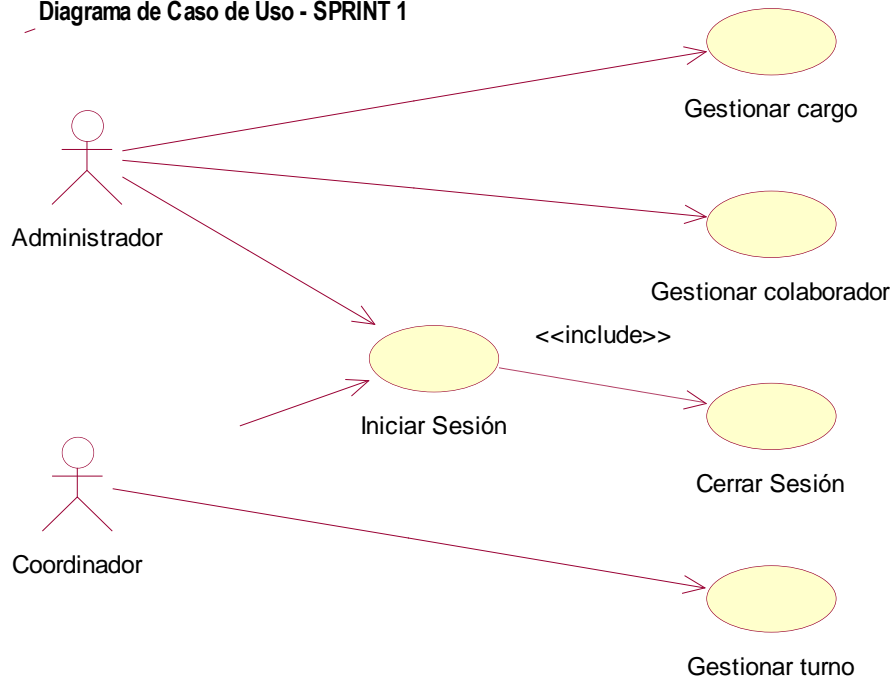 Diagrama de Caso de Uso - SPRINT 1
Gestionar cargo
Administrador
Gestionar colaborador
<<include>>
Iniciar Sesión
Cerrar Sesión
Coordinador
Gestionar turno